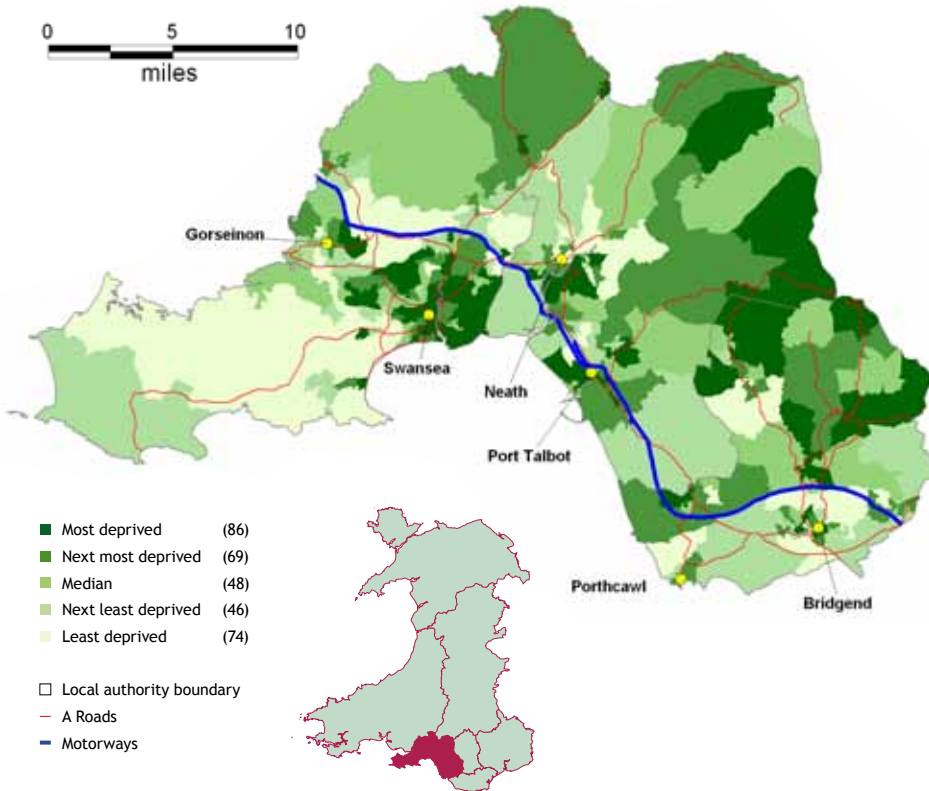 0 5 10
miles
Gorseinon
Swansea
Neath
Port Talbot
Porthcawl
Bridgend
Most deprived (86)
Next most deprived (69)
Median (48)
Next least deprived (46)
Least deprived (74)
Local authority boundary
A Roads
Motorways